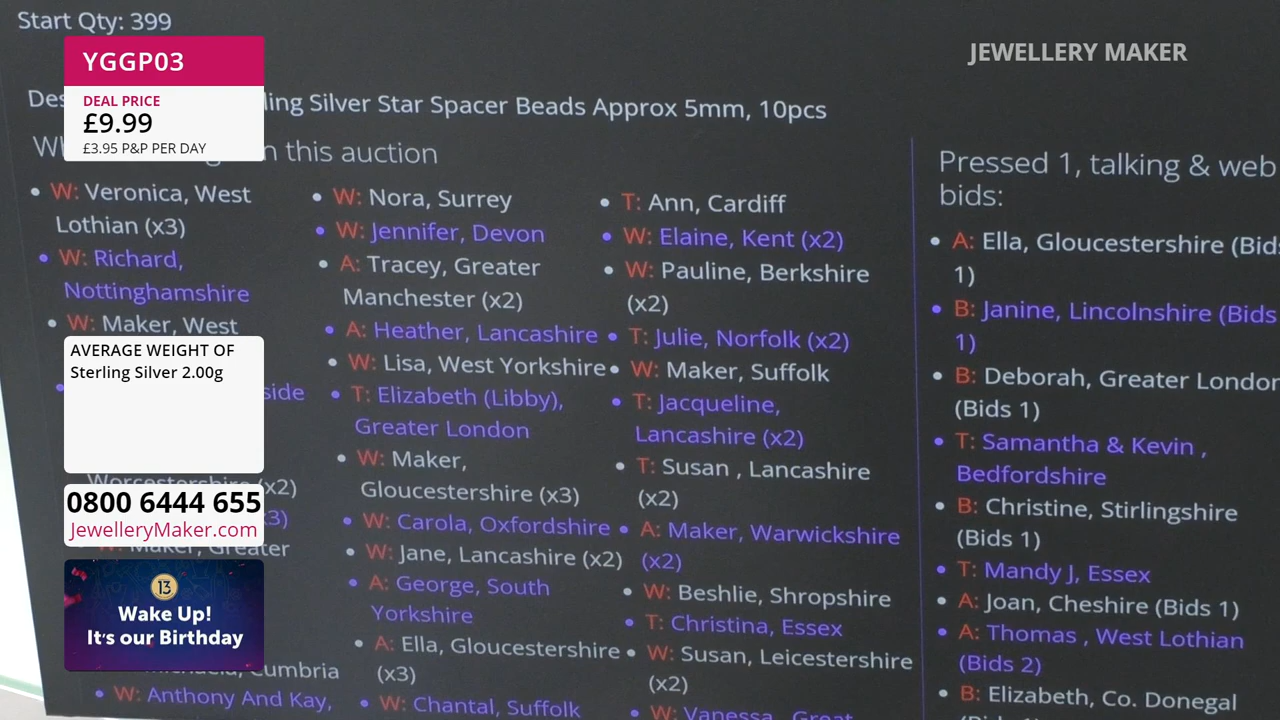 Start Qty: 399
YGGP03
DEAL PRICE
£9.99
£3.95 P&P PER DAY
JEWELLERY MAKER
Silver Star Spacer Beads Approx 5mm, 10pcs
this auction
W: Veronica, West
Lothian (x3)
W: Richard,
Nottinghamshire
W: Maker, West
AVERAGE WEIGHT OF
Sterling Silver 2.00g
(x2)
0800 6444 655
JewelleryMaker.com
W: Maker, Greater
13
Wake Up!
It's our Birthday
Cumbria
W: Anthony And Kay,
W: Nora, Surrey
W: Jennifer, Devon
A: Tracey, Greater
Manchester (x2)
A: Heather, Lancashire
W: Lisa, West Yorkshire
T: Elizabeth (Libby),
Greater London
W: Maker,
Gloucestershire (x3)
W: Carola, Oxfordshire
W: Jane, Lancashire (x2)
A: George, South
Yorkshire
A: Ella, Gloucestershire
(x3)
W: Chantal, Suffolk
T: Ann, Cardiff
W: Elaine, Kent (x2)
W: Pauline, Berkshire
(x2)
T: Julie, Norfolk (x2)
W: Maker, Suffolk
T: Jacqueline,
Lancashire (x2)
T: Susan , Lancashire
(x2)
A: Maker, Warwickshire
(x2)
W: Beshlie, Shropshire
T: Christina, Essex
W: Susan, Leicestershire
(x2)
W: Vanessa , Great
Pressed 1, talking & web
bids:
A: Ella, Gloucestershire (Bids
1)
B: Janine, Lincolnshire (Bids
1)
B: Deborah, Greater London
(Bids 1)
T: Samantha & Kevin ,
Bedfordshire
B: Christine, Stirlingshire
(Bids 1)
T: Mandy J, Essex
A: Joan, Cheshire (Bids 1)
A: Thomas , West Lothian
(Bids 2)
B: Elizabeth, Co. Donegal